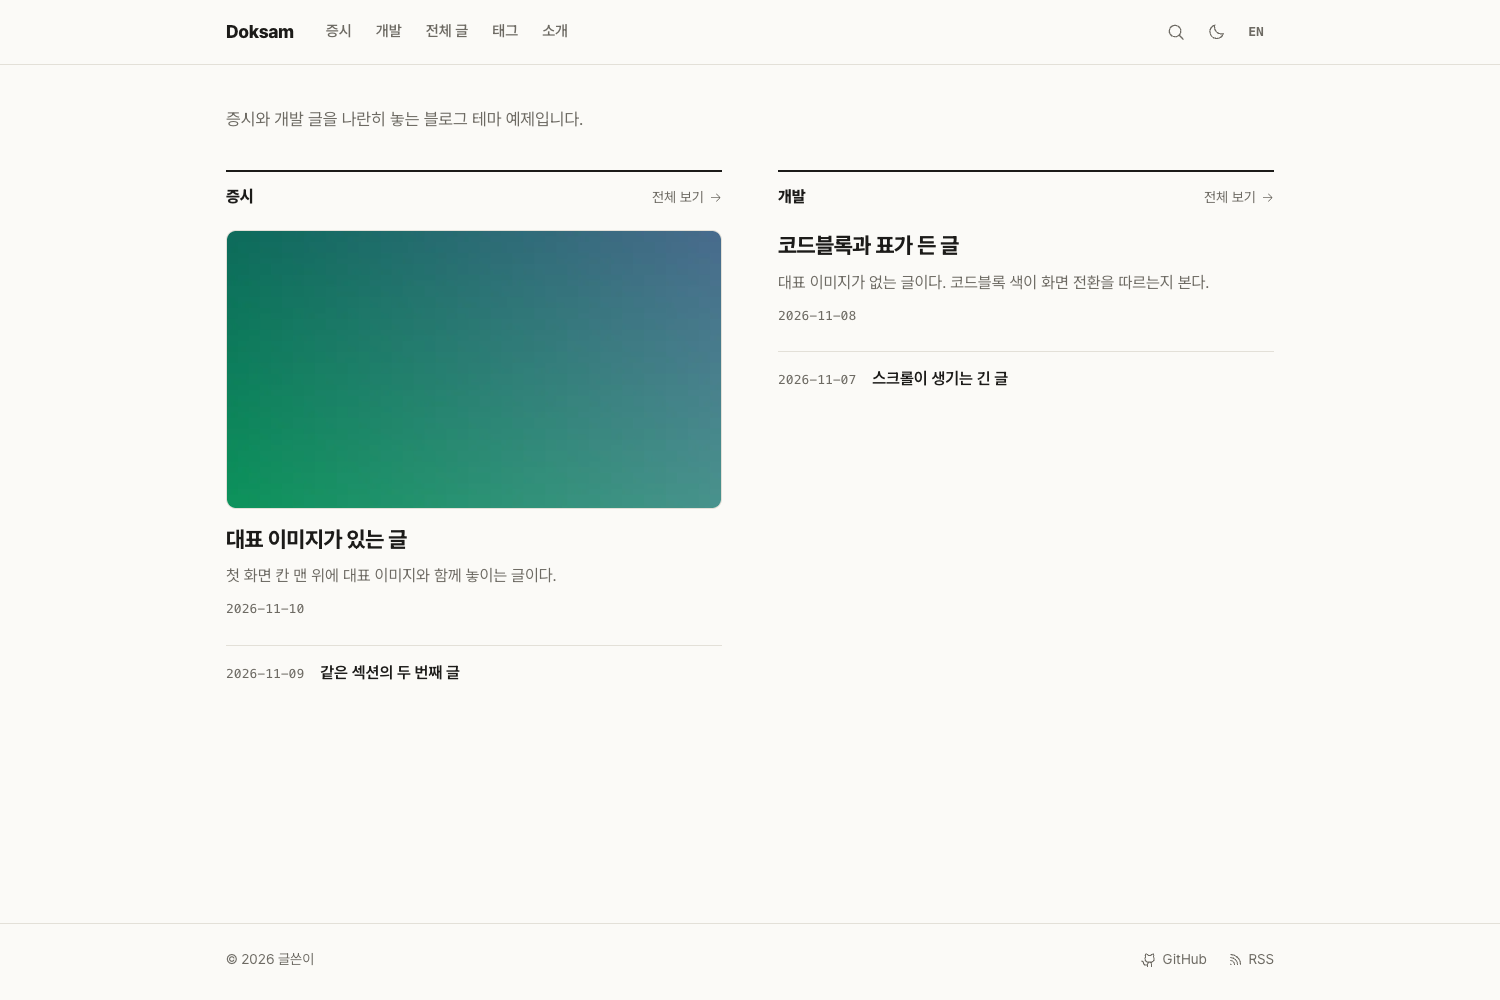 Doksam 증시 개발 전체 글 태그 소개 EN
증시와 개발 글을 나란히 놓는 블로그 테마 예제입니다.
증시 전체 보기 →
대표 이미지가 있는 글
첫 화면 칸 맨 위에 대표 이미지와 함께 놓이는 글이다.
2026-11-10
2026-11-09 같은 섹션의 두 번째 글
개발 전체 보기 →
코드블록과 표가 든 글
대표 이미지가 없는 글이다. 코드블록 색이 화면 전환을 따르는지 본다.
2026-11-08
2026-11-07 스크롤이 생기는 긴 글
© 2026 글쓴이 GitHub RSS